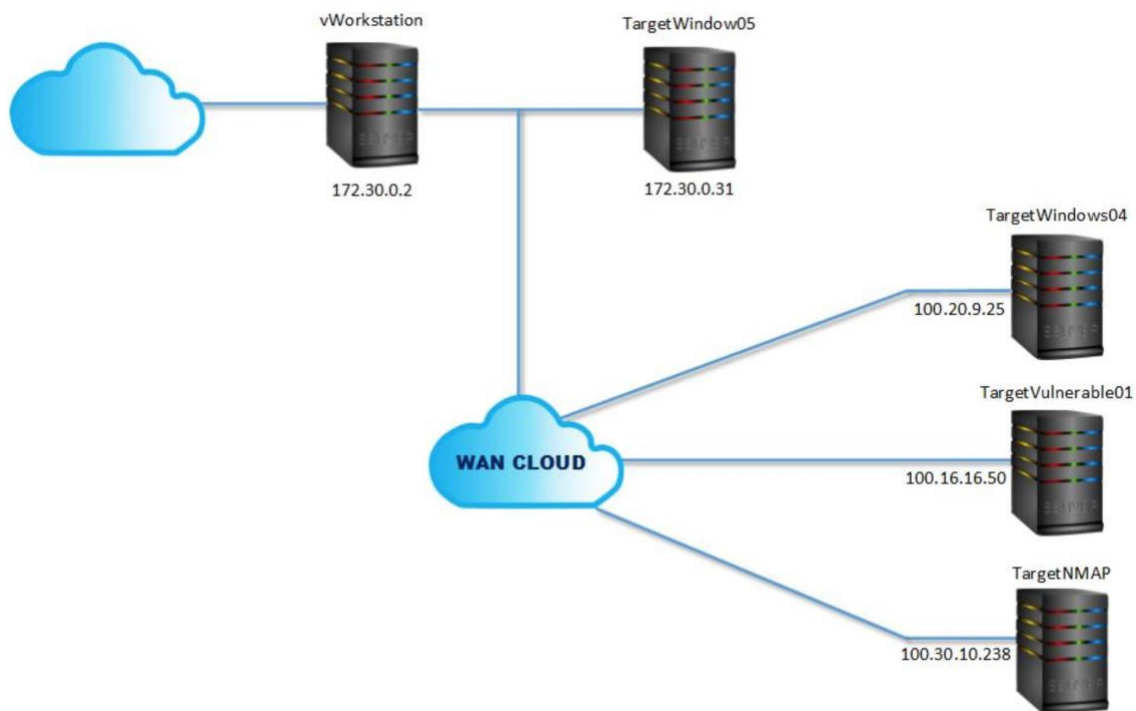 vWorkstation
TargetWindow05
172.30.0.2
172.30.0.31
TargetWindows04
100.20.9.25
TargetVulnerable01
WAN CLOUD
100.16.16.50
TargetNMAP
100.30.10.238